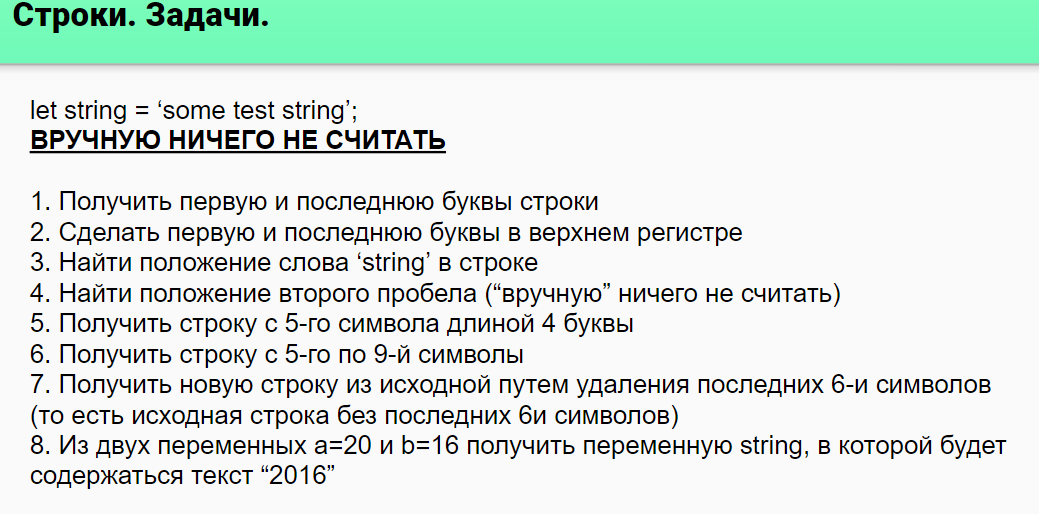 Строки. Задачи.
let string = ‘some test string’;
ВРУЧНУЮ НИЧЕГО НЕ СЧИТАТЬ
1. Получить первую и последнюю буквы строки
2. Сделать первую и последнюю буквы в верхнем регистре
3. Найти положение слова ‘string’ в строке
4. Найти положение второго пробела (“вручную” ничего не считать)
5. Получить строку с 5-го символа длиной 4 буквы
6. Получить строку с 5-го по 9-й символы
7. Получить новую строку из исходной путем удаления последних 6-и символов
(то есть исходная строка без последних 6и символов)
8. Из двух переменных a=20 и b=16 получить переменную string, в которой будет
содержаться текст “2016”